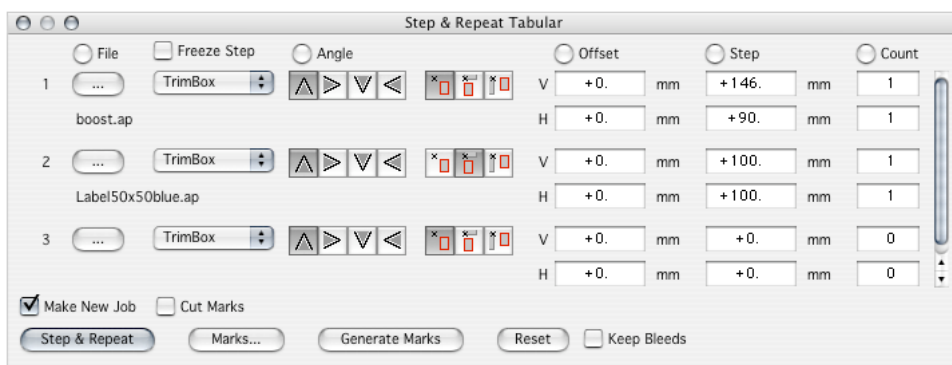 Step & Repeat Tabular
File Freeze Step Angle Offset Step Count
1 ... TrimBox V +0. mm +146. mm 1
boost.ap H +0. mm +90. mm 1
2 ... TrimBox V +0. mm +100. mm 1
Label50x50blue.ap H +0. mm +100. mm 1
3 ... TrimBox V +0. mm +0. mm 0
H +0. mm +0. mm 0
Make New Job Cut Marks
Step & Repeat Marks... Generate Marks Reset Keep Bleeds